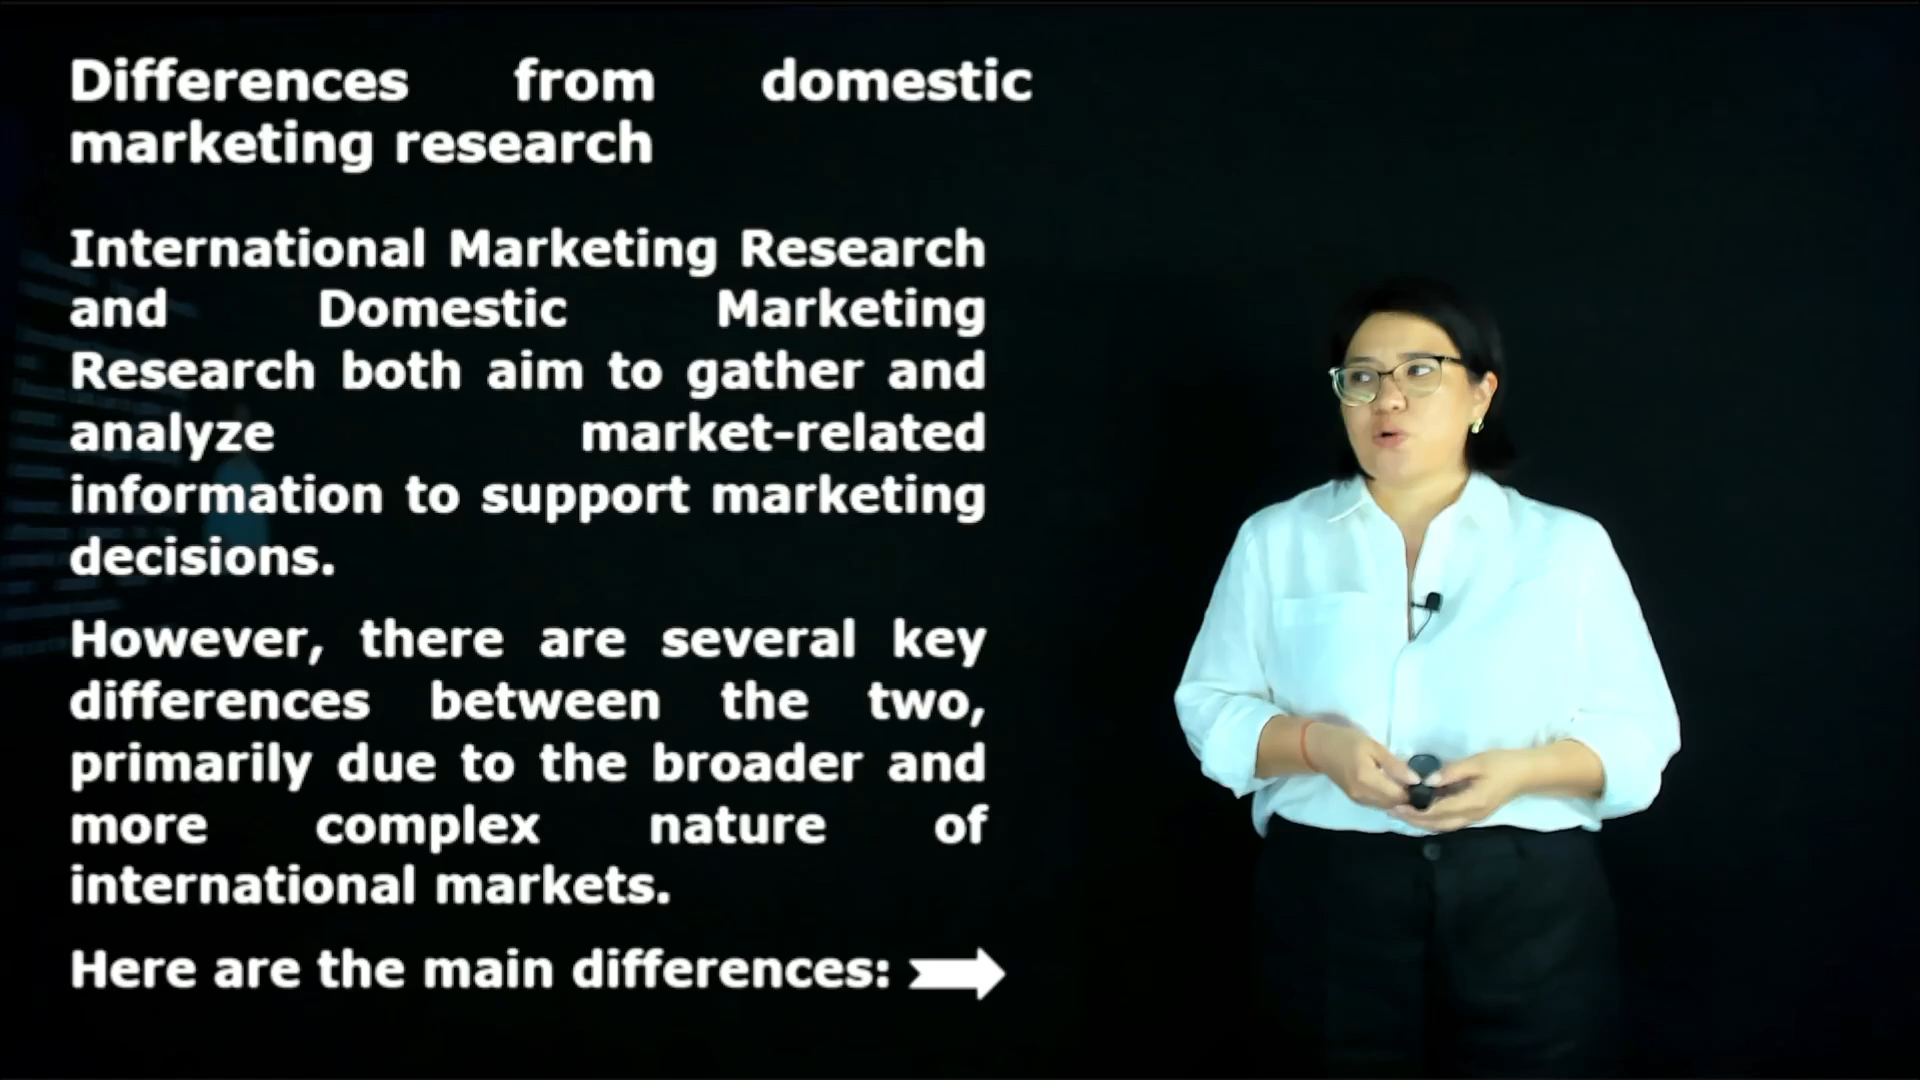 Differences from domestic
marketing research
International Marketing Research
and Domestic Marketing
Research both aim to gather and
analyze market-related
information to support marketing
decisions.
However, there are several key
differences between the two,
primarily due to the broader and
more complex nature of
international markets.
Here are the main differences: